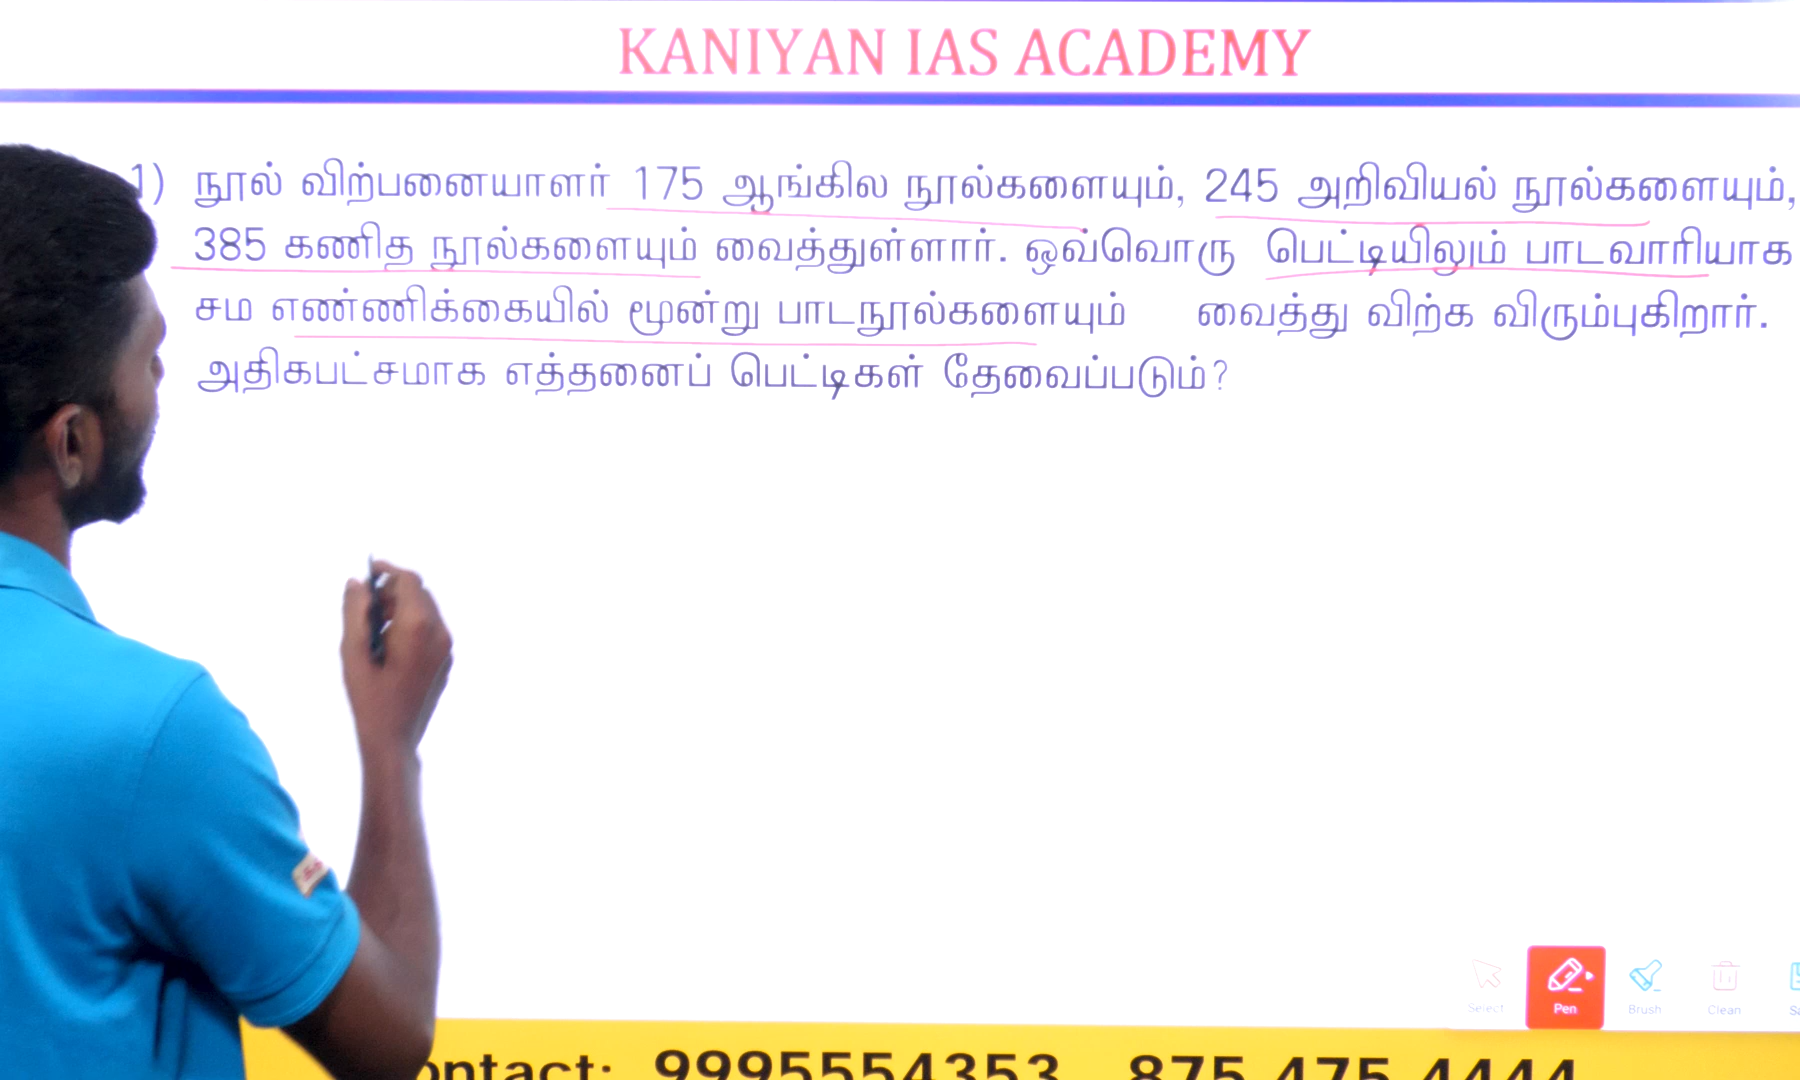 KANIYAN IAS ACADEMY
1) நூல் விற்பனையாளர் 175 ஆங்கில நூல்களையும், 245 அறிவியல் நூல்களையும்,
385 கணித நூல்களையும் வைத்துள்ளார். ஒவ்வொரு பெட்டியிலும் பாடவாரியாக
சம எண்ணிக்கையில் மூன்று பாடநூல்களையும் வைத்து விற்க விரும்புகிறார்.
அதிகபட்சமாக எத்தனைப் பெட்டிகள் தேவைப்படும்?
Select Pen Brush Clean
9995554353 875 475 4444